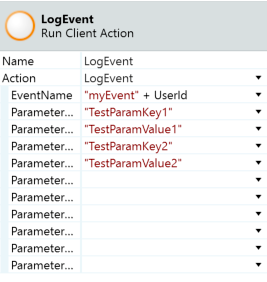 LogEvent
Run Client Action
Name LogEvent
Action LogEvent
EventName "myEvent" + UserId
Parameter... "TestParamKey1"
Parameter... "TestParamValue1"
Parameter... "TestParamKey2"
Parameter... "TestParamValue2"
Parameter...
Parameter...
Parameter...
Parameter...
Parameter...
Parameter...